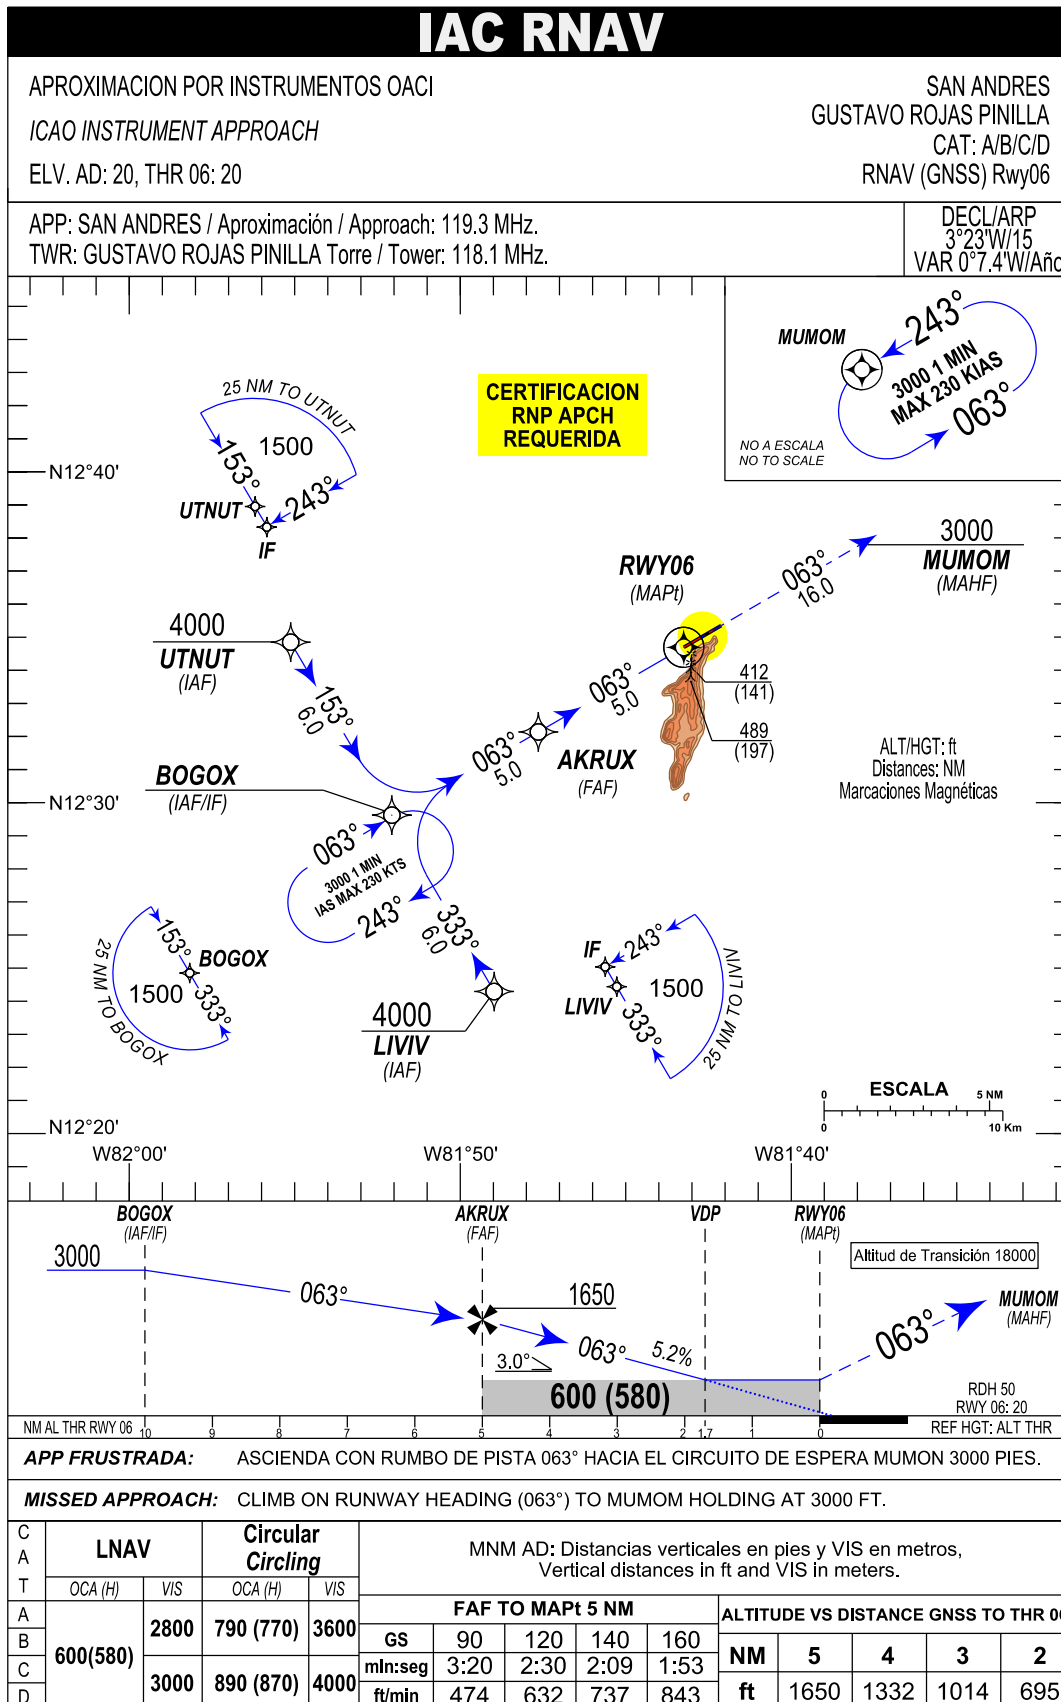 IAC RNAV
APROXIMACION POR INSTRUMENTOS OACI
ICAO INSTRUMENT APPROACH
ELV. AD: 20, THR 06: 20
SAN ANDRES
GUSTAVO ROJAS PINILLA
CAT: A/B/C/D
RNAV (GNSS) Rwy06
APP: SAN ANDRES / Aproximación / Approach: 119.3 MHz.
TWR: GUSTAVO ROJAS PINILLA Torre / Tower: 118.1 MHz.
DECL/ARP
3°23'W/15
VAR 0°7.4'W/Año
MUMOM
243°
3000 1 MIN
MAX 230 KIAS
063°
NO A ESCALA
NO TO SCALE
CERTIFICACION
RNP APCH
REQUERIDA
25 NM TO UTNUT
1500
153°
243°
UTNUT
IF
N12°40'
RWY06
(MAPt)
3000
MUMOM
(MAHF)
063°
16.0
4000
UTNUT
(IAF)
153°
6.0
063°
5.0
412
(141)
489
(197)
063°
5.0
AKRUX
(FAF)
ALT/HGT: ft
Distances: NM
Marcaciones Magnéticas
BOGOX
(IAF/IF)
N12°30'
063°
3000 1 MIN
IAS MAX 230 KTS
243°
333°
6.0
4000
LIVIV
(IAF)
153°
BOGOX
1500
333°
25 NM TO BOGOX
IF
243°
LIVIV
1500
333°
25 NM TO LIVIV
ESCALA
0 5 NM
0 10 Km
N12°20'
W82°00' W81°50' W81°40'
BOGOX
(IAF/IF)
AKRUX
(FAF)
VDP
RWY06
(MAPt)
3000
Altitud de Transición 18000
063°
1650
MUMOM
(MAHF)
063°
063°
5.2%
3.0°
600 (580)
RDH 50
RWY 06: 20
REF HGT: ALT THR
NM AL THR RWY 06 10 9 8 7 6 5 4 3 2 1.7 1 0
APP FRUSTRADA: ASCIENDA CON RUMBO DE PISTA 063° HACIA EL CIRCUITO DE ESPERA MUMON 3000 PIES.
MISSED APPROACH: CLIMB ON RUNWAY HEADING (063°) TO MUMOM HOLDING AT 3000 FT.
CAT
LNAV
Circular
Circling
OCA (H) VIS OCA (H) VIS
A
B
C
D
600(580)
2800 790 (770) 3600
3000 890 (870) 4000
MNM AD: Distancias verticales en pies y VIS en metros,
Vertical distances in ft and VIS in meters.
FAF TO MAPt 5 NM
GS 90 120 140 160
mln:seg 3:20 2:30 2:09 1:53
ft/min 474 632 737 843
ALTITUDE VS DISTANCE GNSS TO THR 06
NM 5 4 3 2
ft 1650 1332 1014 695